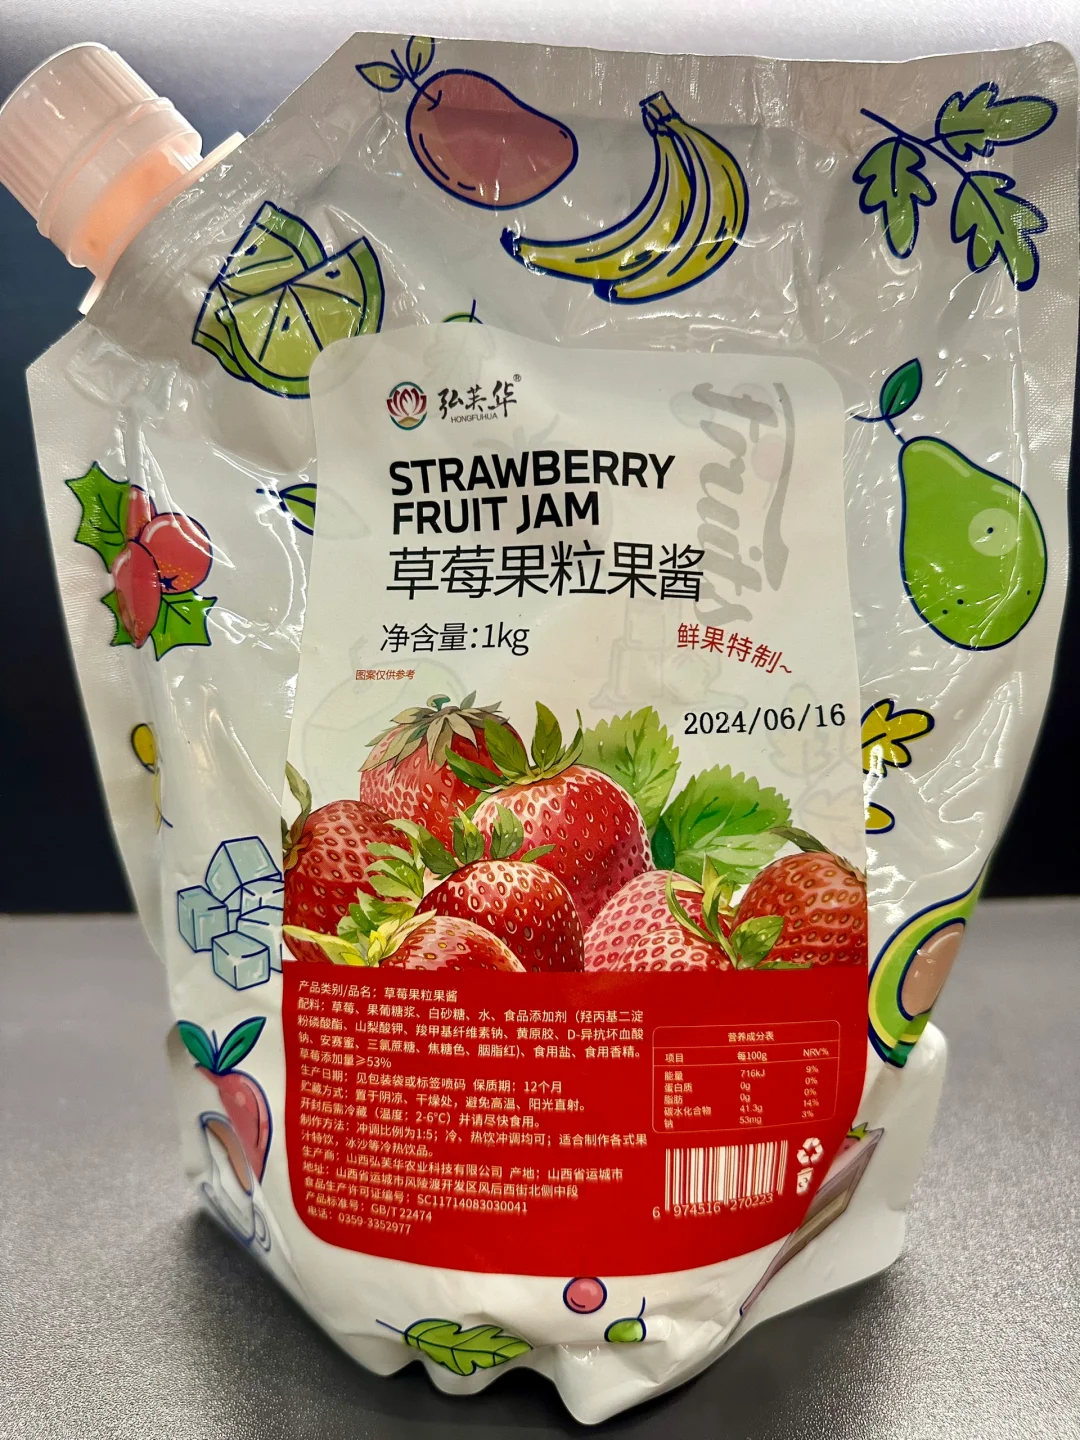 弘芙华®
HONGFUHUA
fruits
STRAWBERRY
FRUIT JAM
草莓果粒果酱
净含量:1kg
鲜果特制~
图案仅供参考
2024/06/16
产品类别/品名：草莓果粒果酱
配料：草莓、果葡糖浆、白砂糖、水、食品添加剂（羟丙基二淀
粉磷酸酯、山梨酸钾、羧甲基纤维素钠、黄原胶、D-异抗坏血酸
钠、安赛蜜、三氯蔗糖、焦糖色、胭脂红)、食用盐、食用香精。
草莓添加量≥53%
生产日期：见包装袋或标签喷码 保质期：12个月
贮藏方式：置于阴凉、干燥处，避免高温、阳光直射。
开封后需冷藏（温度：2-6℃）并请尽快食用。
制作方法：冲调比例为1:5；冷、热饮冲调均可；适合制作各式果
汁特饮，冰沙等冷热饮品。
生产商：山西弘芙华农业科技有限公司 产地：山西省运城市
地址：山西省运城市风陵渡开发区风后西街北侧中段
食品生产许可证编号：SC11714083030041
产品标准号：GB/T 22474
电话：0359-3352977
营养成分表
项目 每100g NRV%
能量 716kJ 9%
蛋白质 0g 0%
脂肪 0g 0%
碳水化合物 41.3g 14%
钠 53mg 3%
6 974516 270223